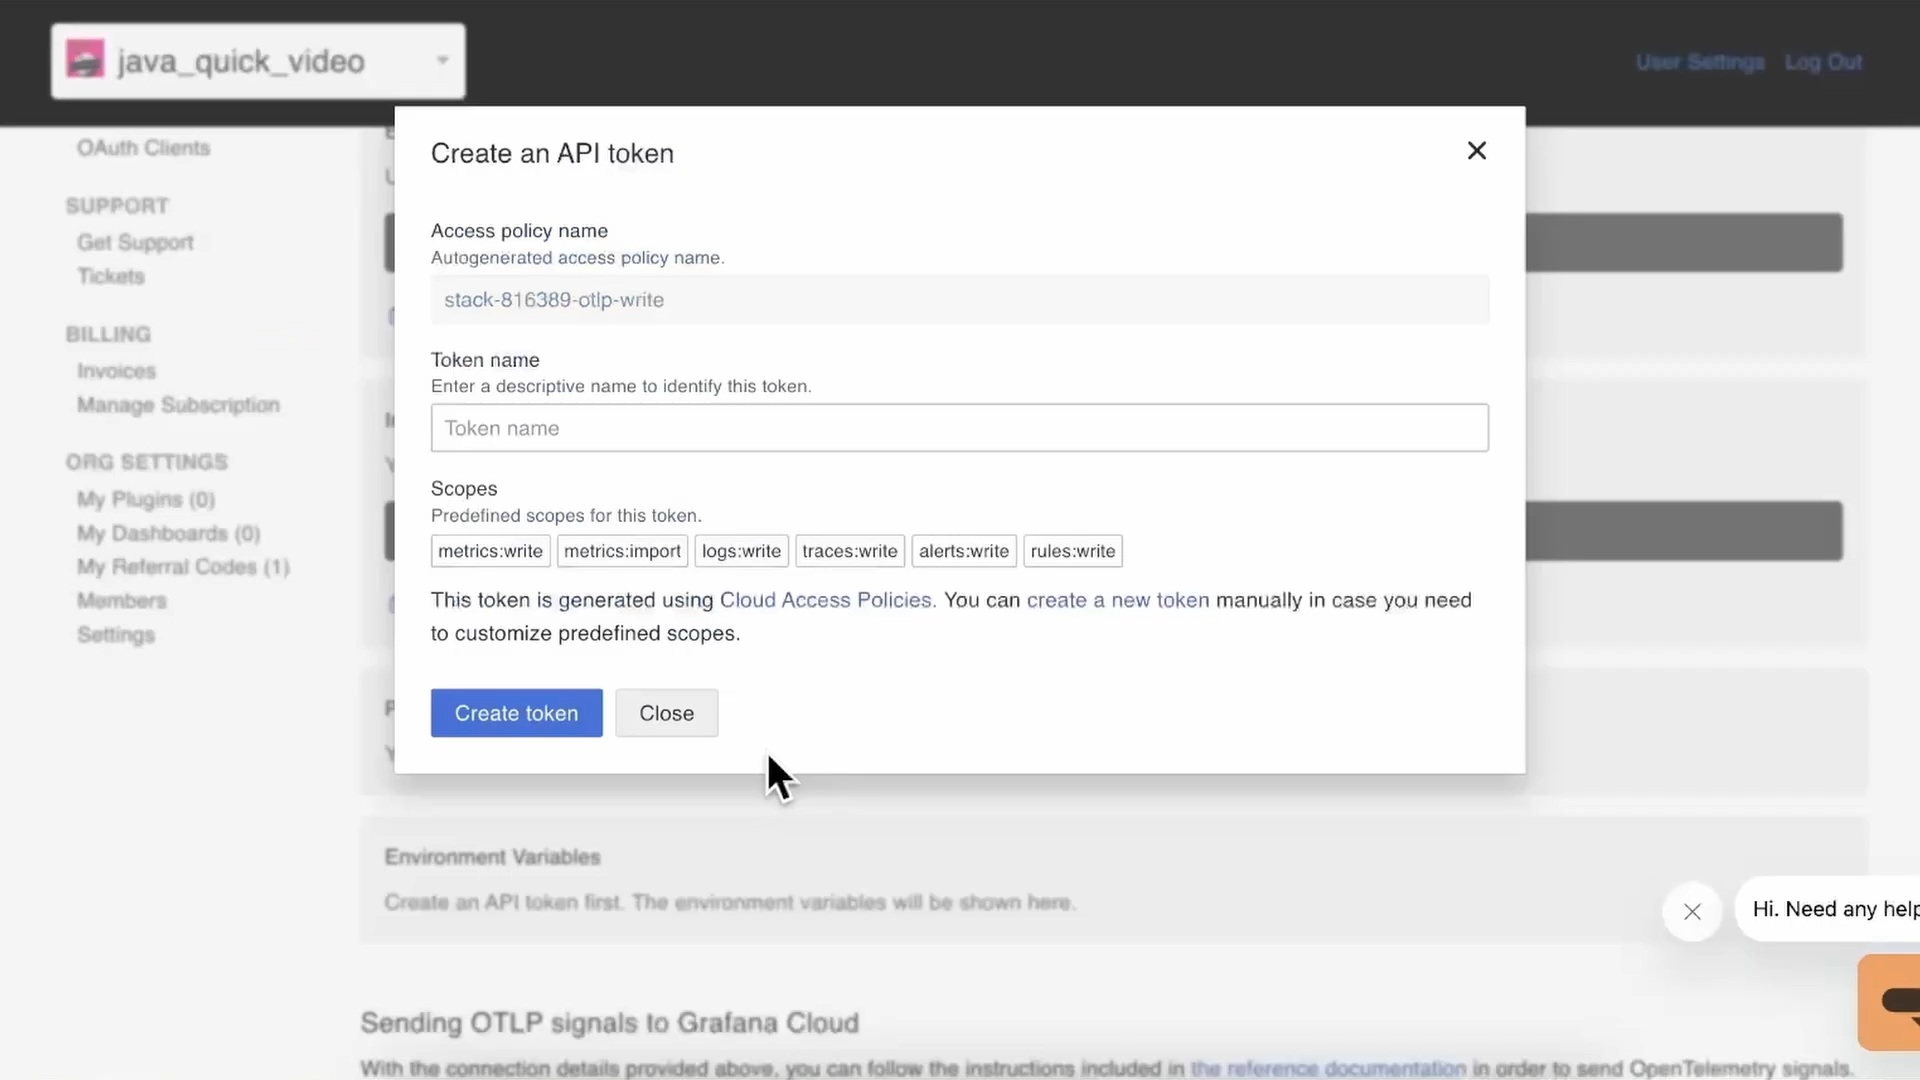 java_quick_video
User Settings
Log Out
OAuth Clients
SUPPORT
Get Support
Tickets
BILLING
Invoices
Manage Subscription
ORG SETTINGS
My Plugins (0)
My Dashboards (0)
My Referral Codes (1)
Members
Settings
Create an API token
Access policy name
Autogenerated access policy name.
stack-816389-otlp-write
Token name
Enter a descriptive name to identify this token.
Token name
Scopes
Predefined scopes for this token.
metrics:write metrics:import logs:write traces:write alerts:write rules:write
This token is generated using Cloud Access Policies. You can create a new token manually in case you need
to customize predefined scopes.
Create token
Close
Environment Variables
Create an API token first. The environment variables will be shown here.
Hi. Need any help
Sending OTLP signals to Grafana Cloud
With the connection details provided above, you can follow the instructions included in the reference documentation in order to send OpenTelemetry signals.